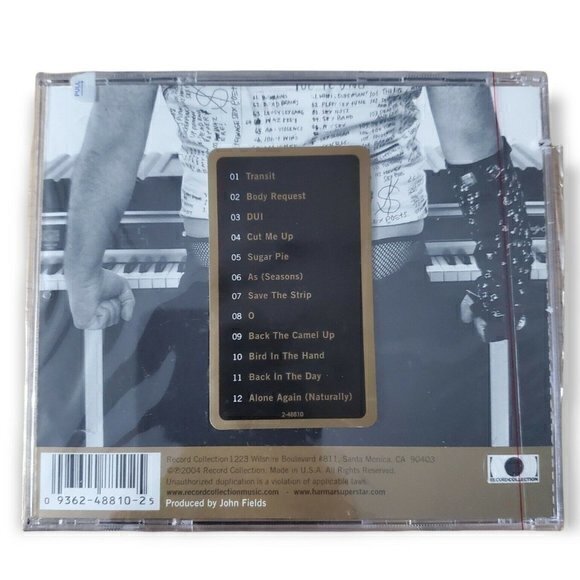 PULL
01 Transit
02 Body Request
03 DUI
04 Cut Me Up
05 Sugar Pie
06 As (Seasons)
07 Save The Strip
08 O
09 Back The Camel Up
10 Bird In The Hand
11 Back In The Day
12 Alone Again (Naturally)
2-48810
Record Collection 1223 Wilshire Boulevard #811, Santa Monica, CA 90403
©℗2004 Record Collection. Made in U.S.A. All Rights Reserved.
Unauthorized duplication is a violation of applicable laws.
www.recordcollectionmusic.com · www.harmarsuperstar.com
Produced by John Fields
0 9362-48810-2 5
RECORDCOLLECTION